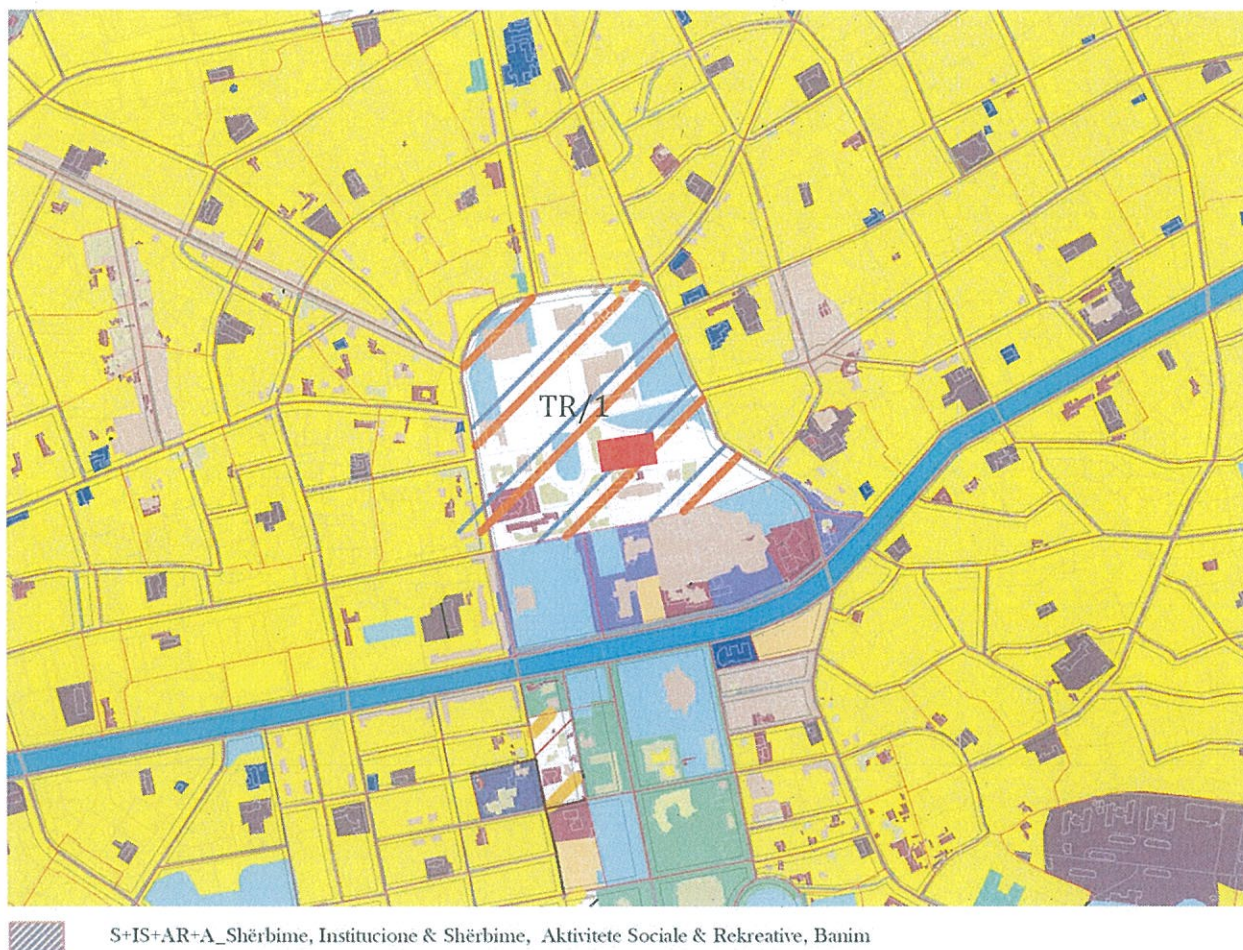 TR/1
S+IS+AR+A_Shërbime, Institucione & Shërbime, Aktivitete Sociale & Rekreative, Banim